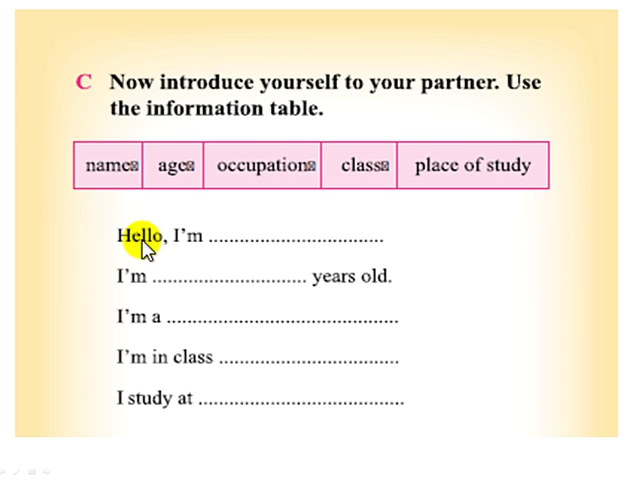 C Now introduce yourself to your partner. Use
the information table.
name age occupation class place of study
Hello, I'm ..................................
I'm .............................. years old.
I'm a .............................................
I'm in class ...................................
I study at ........................................